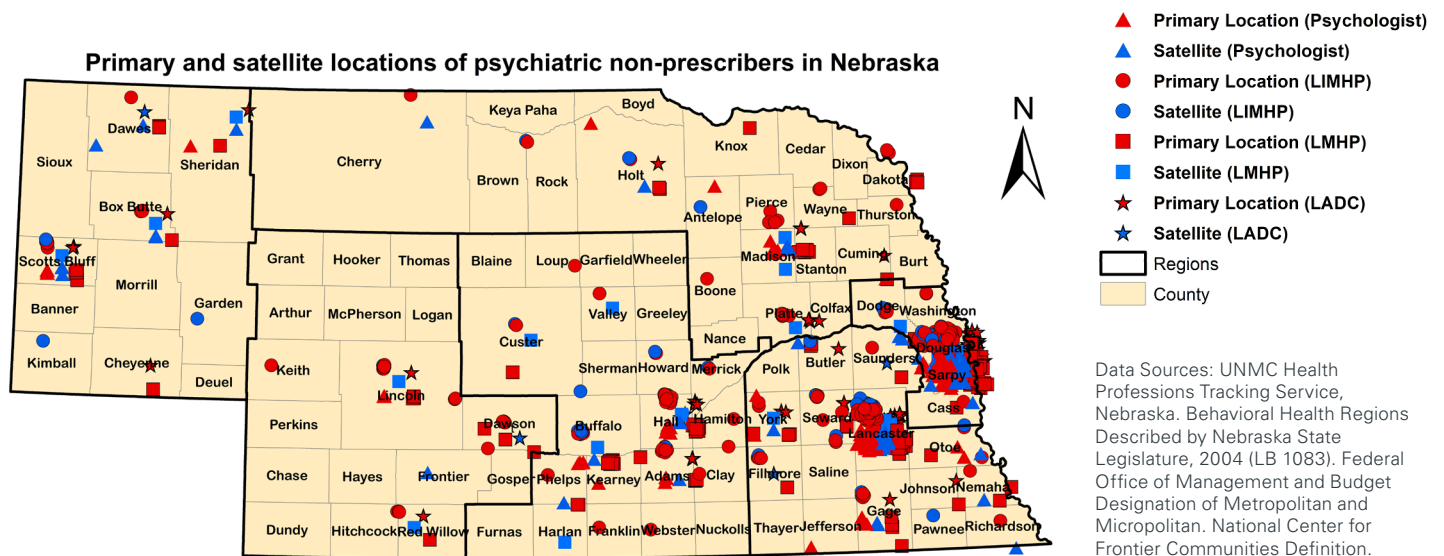 Primary and satellite locations of psychiatric non-prescribers in Nebraska
Primary Location (Psychologist)
Satellite (Psychologist)
Primary Location (LIMHP)
Satellite (LIMHP)
Primary Location (LMHP)
Satellite (LMHP)
Primary Location (LADC)
Satellite (LADC)
Regions
County
N
Sioux
Dawes
Sheridan
Cherry
Keya Paha
Boyd
Brown
Rock
Holt
Knox
Cedar
Dixon
Dakota
Box Butte
Antelope
Pierce
Wayne
Thurston
Scotts Bluff
Morrill
Grant
Hooker
Thomas
Blaine
Loup
Garfield
Wheeler
Madison
Stanton
Cuming
Burt
Banner
Garden
Arthur
McPherson
Logan
Valley
Greeley
Boone
Platte
Colfax
Dodge
Washington
Kimball
Cheyenne
Deuel
Keith
Lincoln
Custer
Sherman
Howard
Merrick
Nance
Polk
Butler
Saunders
Douglas
Sarpy
Perkins
Dawson
Buffalo
Hall
Hamilton
York
Seward
Lancaster
Cass
Otoe
Chase
Hayes
Frontier
Gosper
Phelps
Kearney
Adams
Clay
Fillmore
Saline
Johnson
Nemaha
Dundy
Hitchcock
Red Willow
Furnas
Harlan
Franklin
Webster
Nuckolls
Thayer
Jefferson
Gage
Pawnee
Richardson
Data Sources: UNMC Health
Professions Tracking Service,
Nebraska. Behavioral Health Regions
Described by Nebraska State
Legislature, 2004 (LB 1083). Federal
Office of Management and Budget
Designation of Metropolitan and
Micropolitan. National Center for
Frontier Communities Definition.